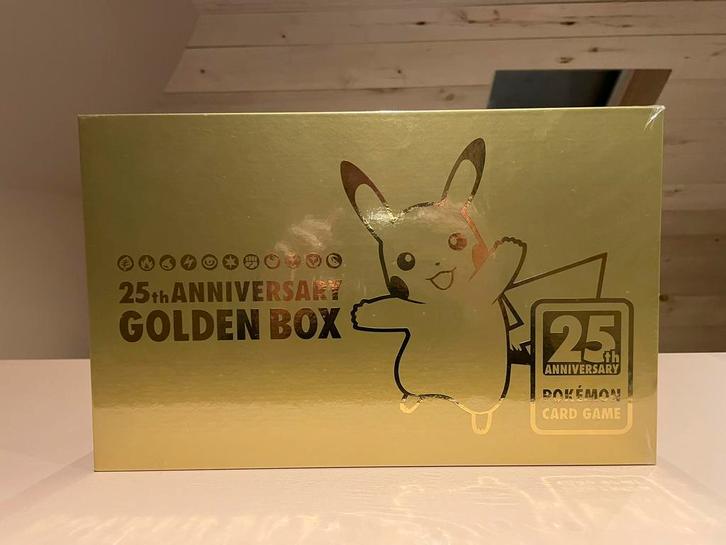 25th ANNIVERSARY
GOLDEN BOX
25th
ANNIVERSARY
POKÉMON
CARD GAME